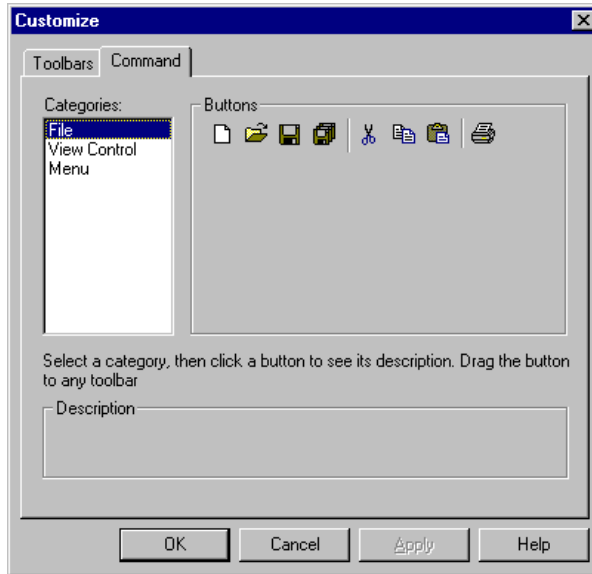 Customize
Toolbars
Command
Categories:
File
View Control
Menu
Buttons
Select a category, then click a button to see its description. Drag the button
to any toolbar
Description
OK
Cancel
Apply
Help